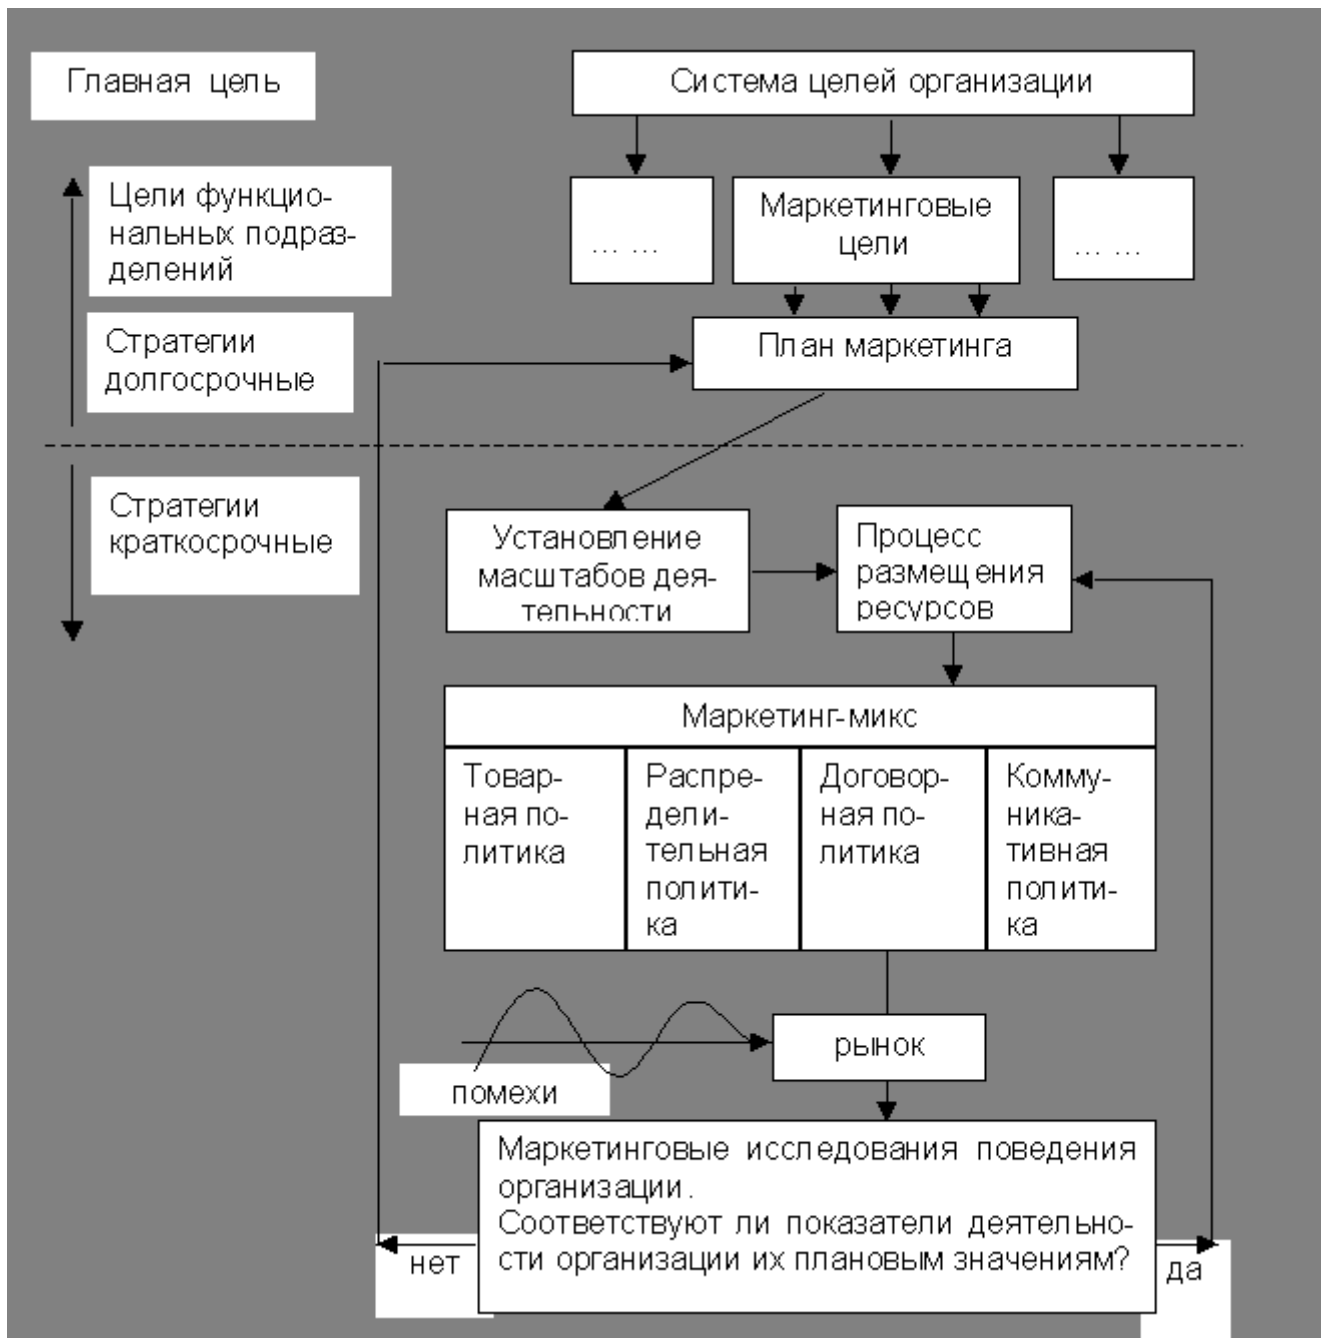 Главная цель
Система целей организации
Цели функцио-
нальных подраз-
делений
... ...
Маркетинговые
цели
... ...
Стратегии
долгосрочные
План маркетинга
Стратегии
краткосрочные
Установление
масштабов дея-
тельности
Процесс
размещения
ресурсов
Маркетинг-микс
Товар-
ная по-
литика
Распре-
дели-
тельная
полити-
ка
Договор-
ная по-
литика
Комму-
ника-
тивная
полити-
ка
рынок
помехи
Маркетинговые исследования поведения
организации.
Соответствуют ли показатели деятельно-
сти организации их плановым значениям?
нет
да